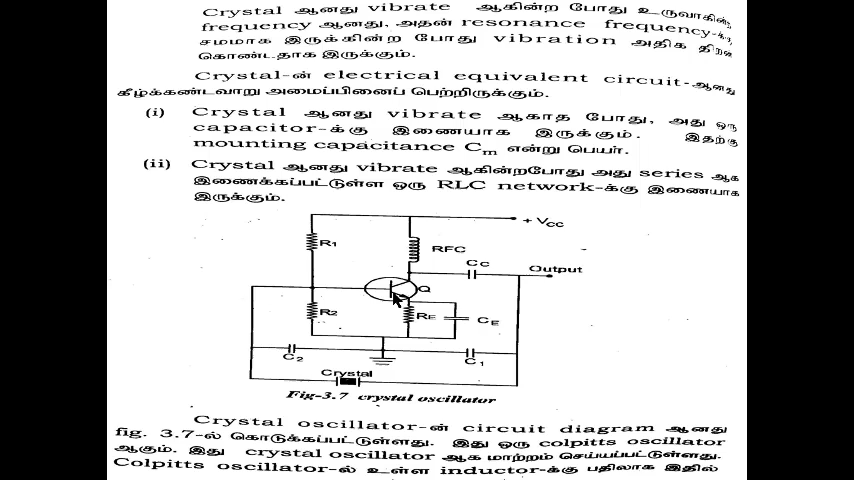 Crystal ஆனது vibrate ஆகின்ற போது உருவாகின்ற
frequency ஆனது, அதன் resonance frequency-க்கு
சமமாக இருக்கின்ற போது vibration அதிக திறன்
கொண்டதாக இருக்கும்.
Crystal-ன் electrical equivalent circuit-ஆனது
கீழ்க்கண்டவாறு அமைப்பினைப் பெற்றிருக்கும்.
(i) Crystal ஆனது vibrate ஆகாத போது, அது ஒரு
capacitor-க்கு இணையாக இருக்கும். இதற்கு
mounting capacitance Cm என்று பெயர்.
(ii) Crystal ஆனது vibrate ஆகின்றபோது அது series ஆக
இணைக்கப்பட்டுள்ள ஒரு RLC network-க்கு இணையாக
இருக்கும்.
+ VCC
R1
RFC
CC
Output
Q
R2
RE
CE
C2
C1
Crystal
Fig-3.7 crystal oscillator
Crystal oscillator-ன் circuit diagram ஆனது
fig. 3.7-ல் கொடுக்கப்பட்டுள்ளது. இது ஒரு colpitts oscillator
ஆகும். இது crystal oscillator ஆக மாற்றம் செய்யப்பட்டுள்ளது.
Colpitts oscillator-ல் உள்ள inductor-க்கு பதிலாக இதில்